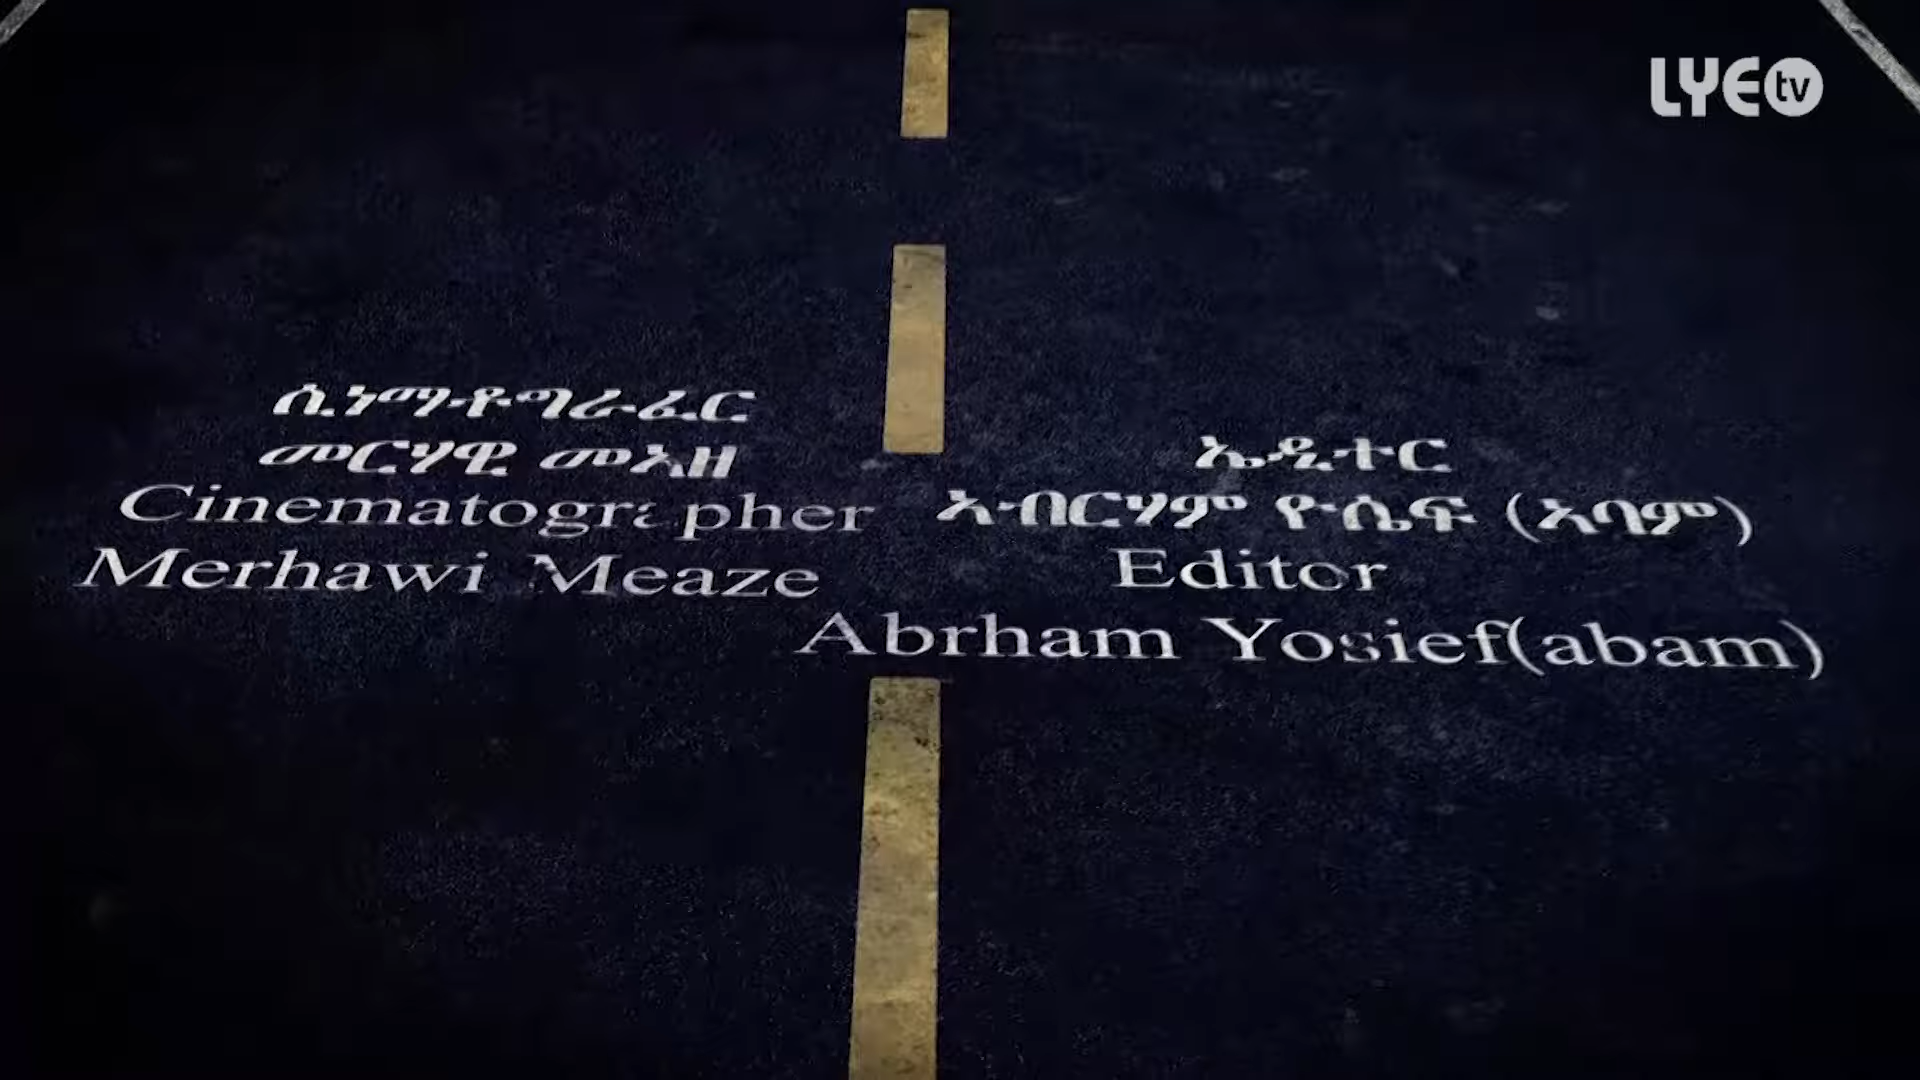 LYE tv
ሲነማቶግራፈር
መርሃዊ መኣዘ
Cinematographer
Merhawi Meaze
ኤዲተር
ኣብርሃም ዮሴፍ (ኣባም)
Editor
Abrham Yosief(abam)